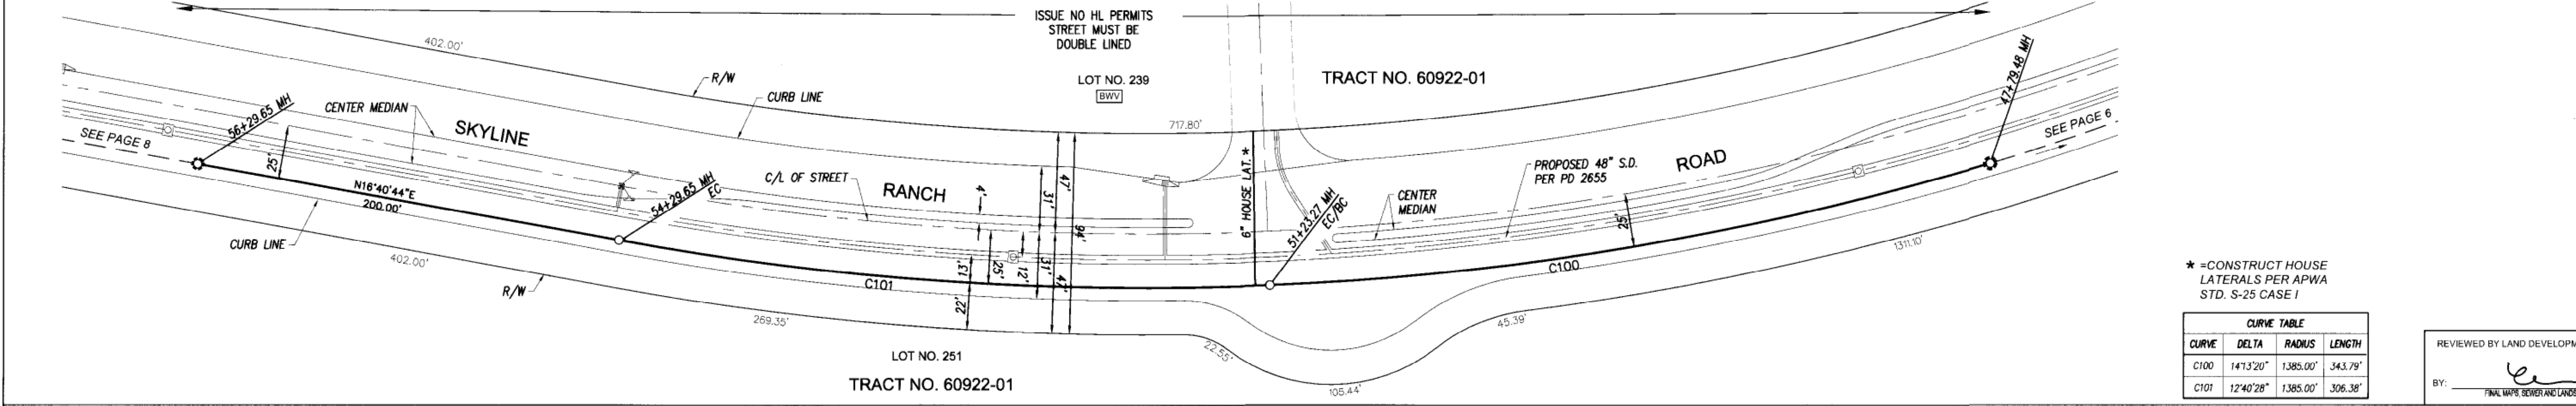 ISSUE NO HL PERMITS
STREET MUST BE
DOUBLE LINED
402.00'
R/W
LOT NO. 239
BWV
TRACT NO. 60922-01
CURB LINE
CENTER MEDIAN
56+29.65 MH
SEE PAGE 8
SKYLINE
717.80'
47+79.48 MH
SEE PAGE 6
25'
N16°40'44"E
200.00'
54+29.65 MH
EC
C/L OF STREET
RANCH
4'
31'
47'
94'
6" HOUSE LAT. *
PROPOSED 48" S.D.
PER PD 2655
ROAD
CENTER
MEDIAN
51+23.27 MH
EC/BC
25'
CURB LINE
402.00'
R/W
C101
13'
25'
12'
31'
47'
22'
C100
1311.10'
269.35'
22.55'
45.39'
105.44'
LOT NO. 251
TRACT NO. 60922-01
* =CONSTRUCT HOUSE
LATERALS PER APWA
STD. S-25 CASE I
CURVE TABLE
CURVE DELTA RADIUS LENGTH
C100 14°13'20" 1385.00' 343.79'
C101 12°40'28" 1385.00' 306.38'
REVIEWED BY LAND DEVELOPM
BY:
FINAL MAPS, SEWER AND LANDS